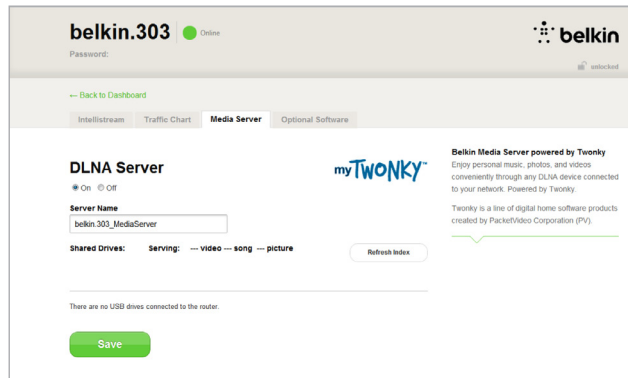 belkin.303
Online
belkin
Password:
unlocked
← Back to Dashboard
Intellistream
Traffic Chart
Media Server
Optional Software
DLNA Server
my TWONKY™
On Off
Server Name
belkin.303_MediaServer
Shared Drives: Serving: --- video --- song --- picture
Refresh Index
There are no USB drives connected to the router.
Save
Belkin Media Server powered by Twonky
Enjoy personal music, photos, and videos
conveniently through any DLNA device connected
to your network. Powered by Twonky.
Twonky is a line of digital home software products
created by PacketVideo Corporation (PV).